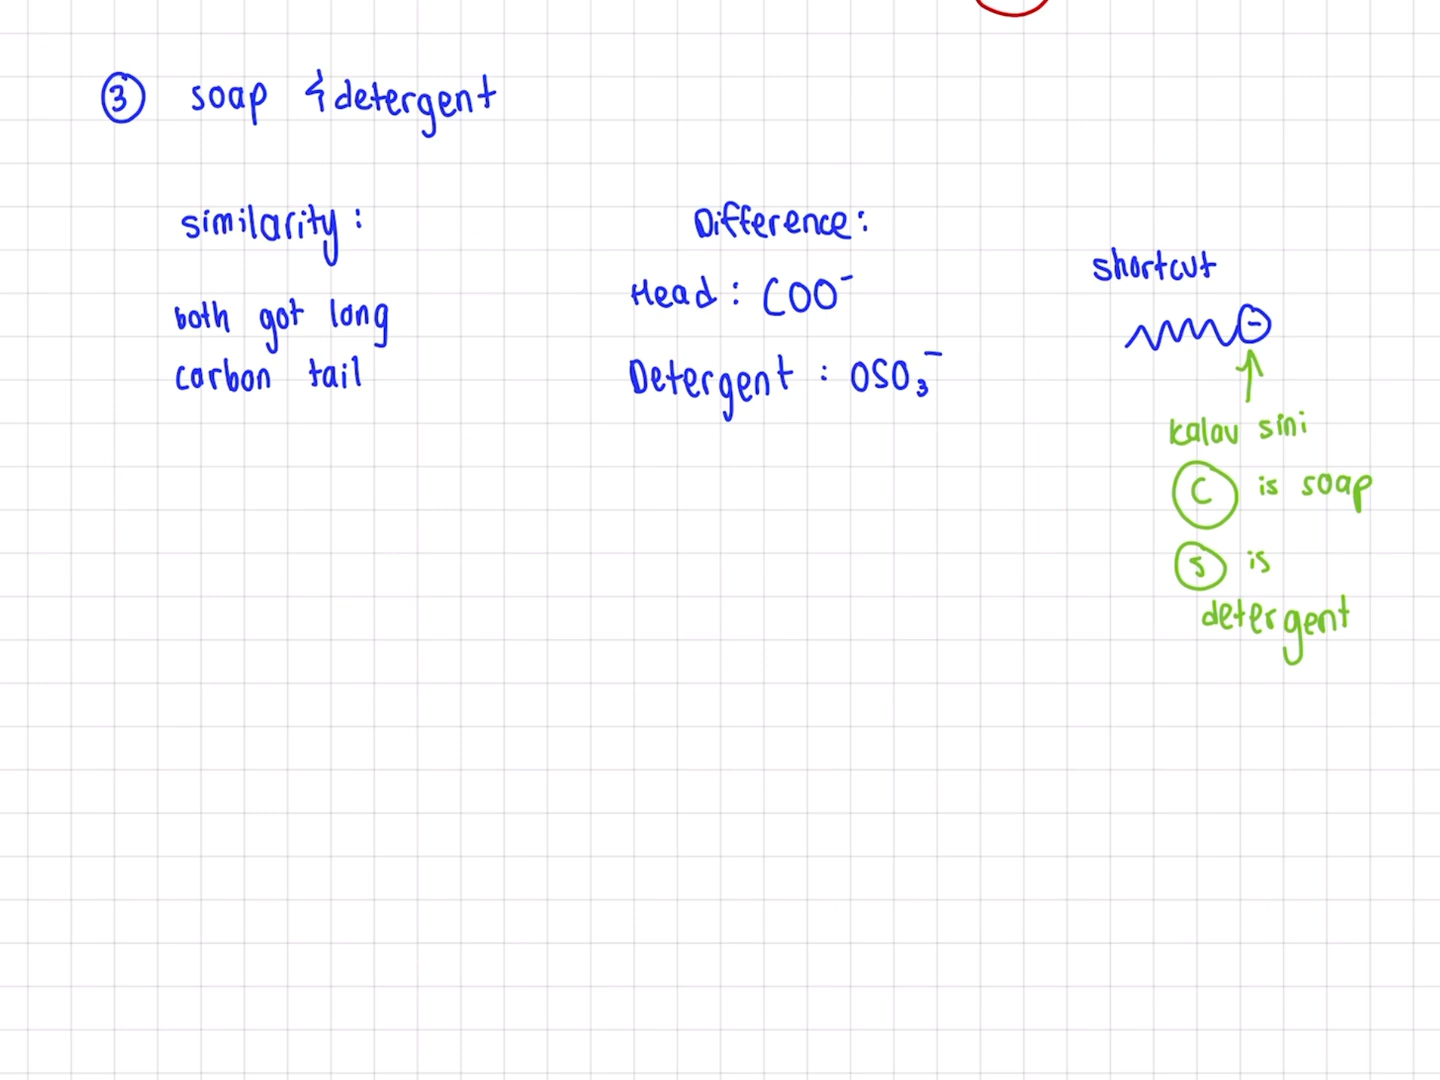 ③ soap & detergent
similarity:
both got long
carbon tail
Difference:
Head : COO⁻
Detergent : OSO₃⁻
shortcut
⊖
kalau sini
C is soap
S is
detergent